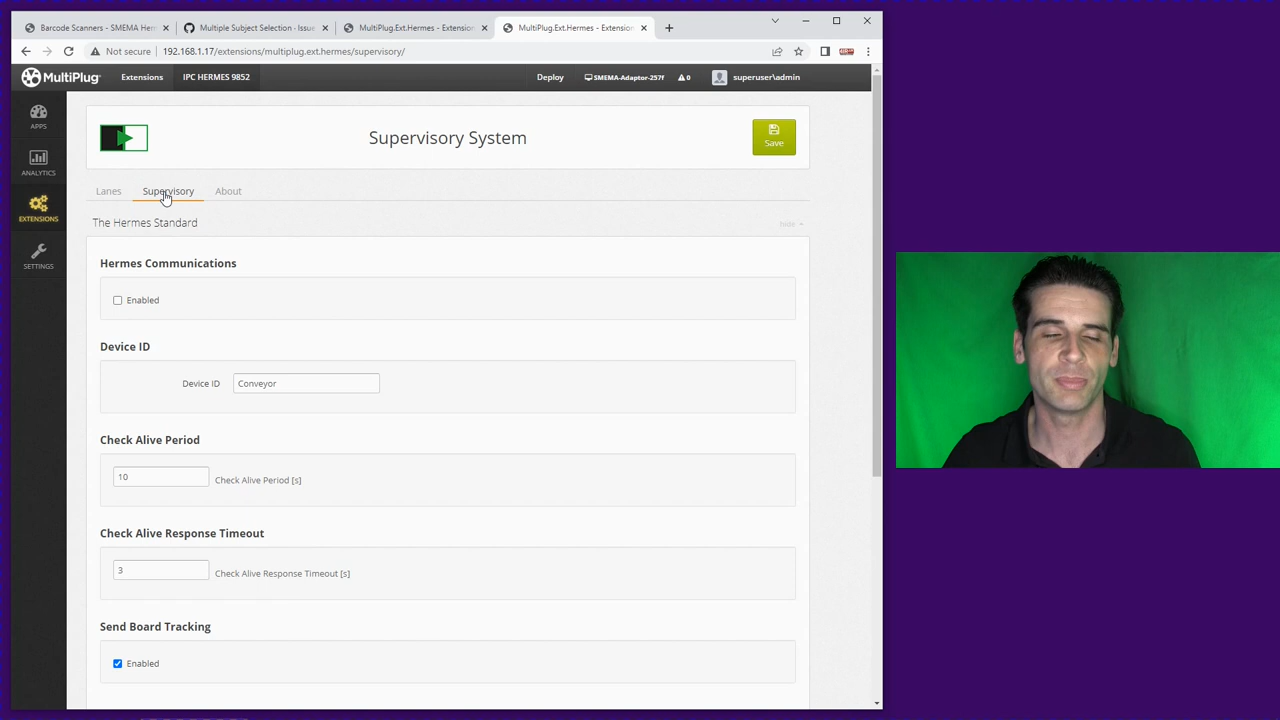 Barcode Scanners – SMEMA Her
Multiple Subject Selection · Issue
MultiPlug.Ext.Hermes - Extension
MultiPlug.Ext.Hermes - Extension
Not secure 192.168.1.17/extensions/multiplug.ext.hermes/supervisory/
MultiPlug
Extensions
IPC HERMES 9852
Deploy
SMEMA-Adaptor-257f
0
superuser\admin
APPS
ANALYTICS
EXTENSIONS
SETTINGS
Supervisory System
Save
Lanes
Supervisory
About
The Hermes Standard
hide
Hermes Communications
Enabled
Device ID
Device ID Conveyor
Check Alive Period
10 Check Alive Period [s]
Check Alive Response Timeout
3 Check Alive Response Timeout [s]
Send Board Tracking
Enabled